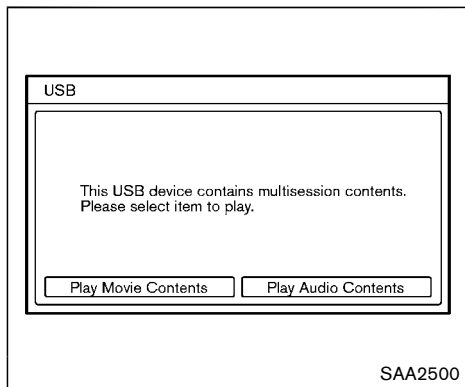 USB
This USB device contains multisession contents.
Please select item to play.
Play Movie Contents
Play Audio Contents
SAA2500